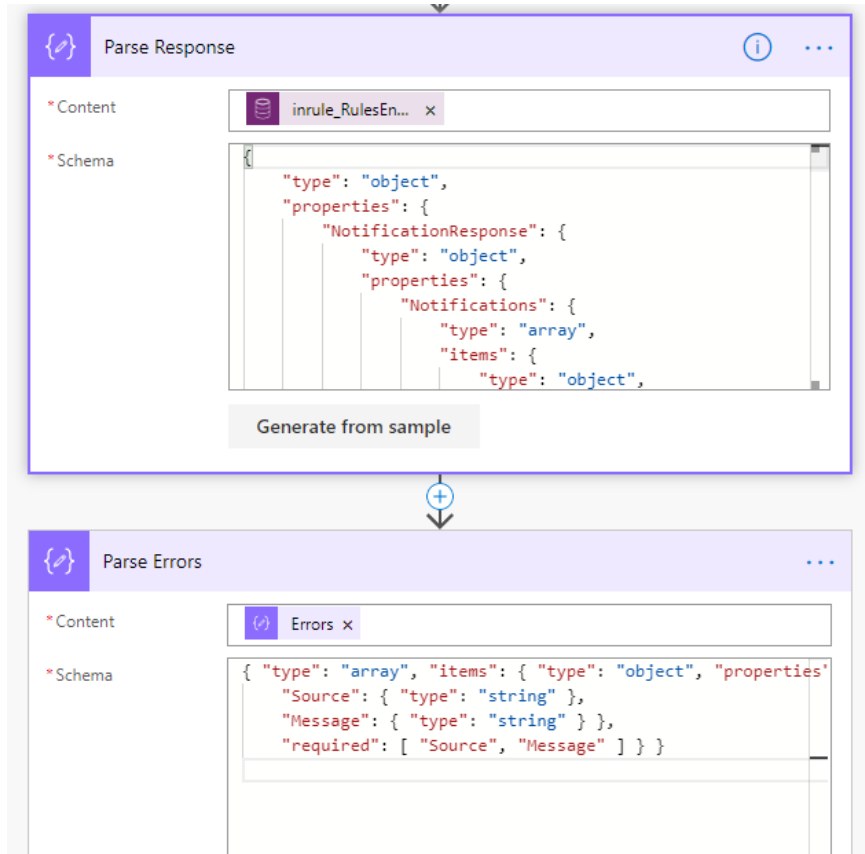 Parse Response
* Content
inrule_RulesEn... ×
* Schema
{
"type": "object",
"properties": {
"NotificationResponse": {
"type": "object",
"properties": {
"Notifications": {
"type": "array",
"items": {
"type": "object",
Generate from sample
Parse Errors
* Content
Errors ×
* Schema
{ "type": "array", "items": { "type": "object", "properties"
"Source": { "type": "string" },
"Message": { "type": "string" } },
"required": [ "Source", "Message" ] } }